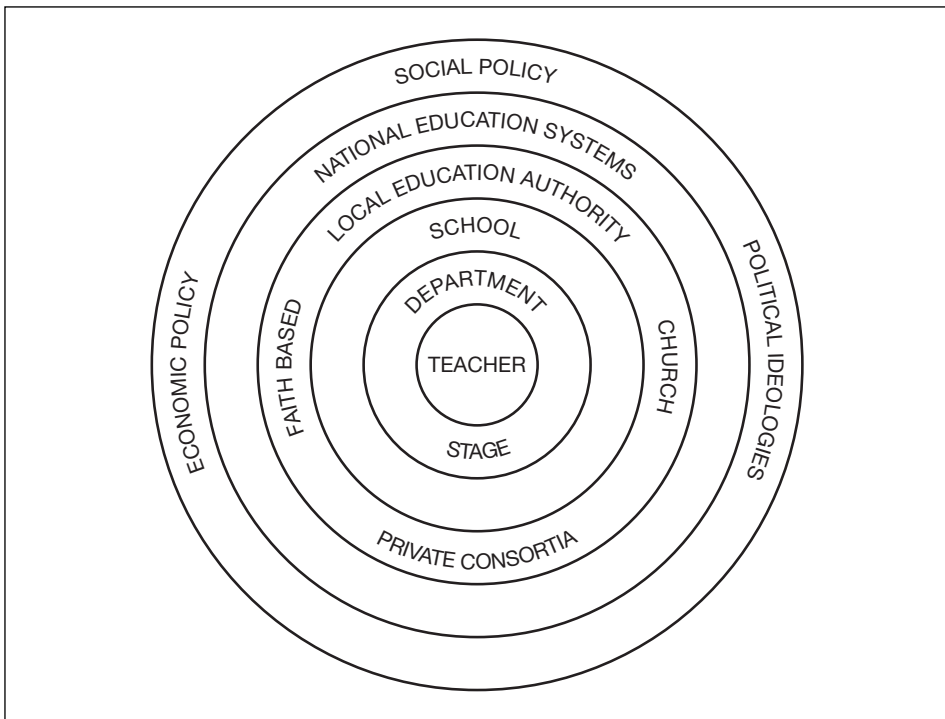 SOCIAL POLICY
NATIONAL EDUCATION SYSTEMS
LOCAL EDUCATION AUTHORITY
SCHOOL
DEPARTMENT
TEACHER
STAGE
PRIVATE CONSORTIA
ECONOMIC POLICY
FAITH BASED
CHURCH
POLITICAL IDEOLOGIES